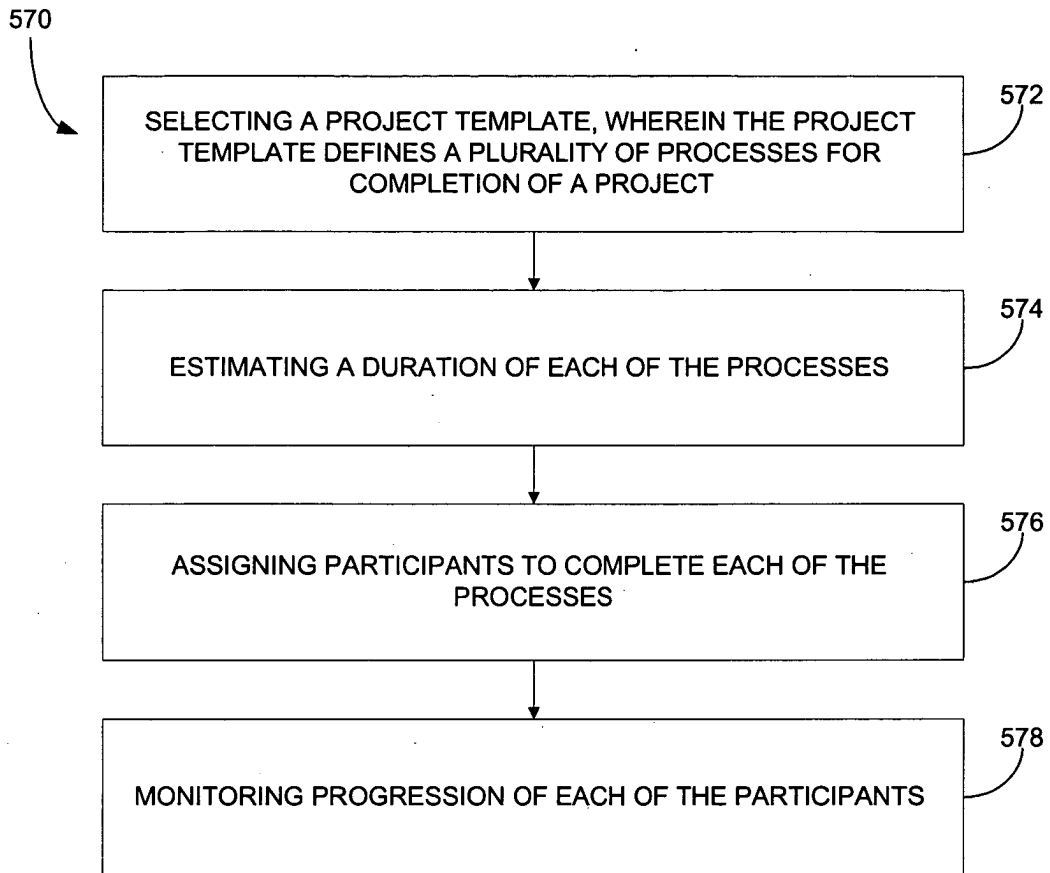 570
572
SELECTING A PROJECT TEMPLATE, WHEREIN THE PROJECT
TEMPLATE DEFINES A PLURALITY OF PROCESSES FOR
COMPLETION OF A PROJECT
574
ESTIMATING A DURATION OF EACH OF THE PROCESSES
576
ASSIGNING PARTICIPANTS TO COMPLETE EACH OF THE
PROCESSES
578
MONITORING PROGRESSION OF EACH OF THE PARTICIPANTS